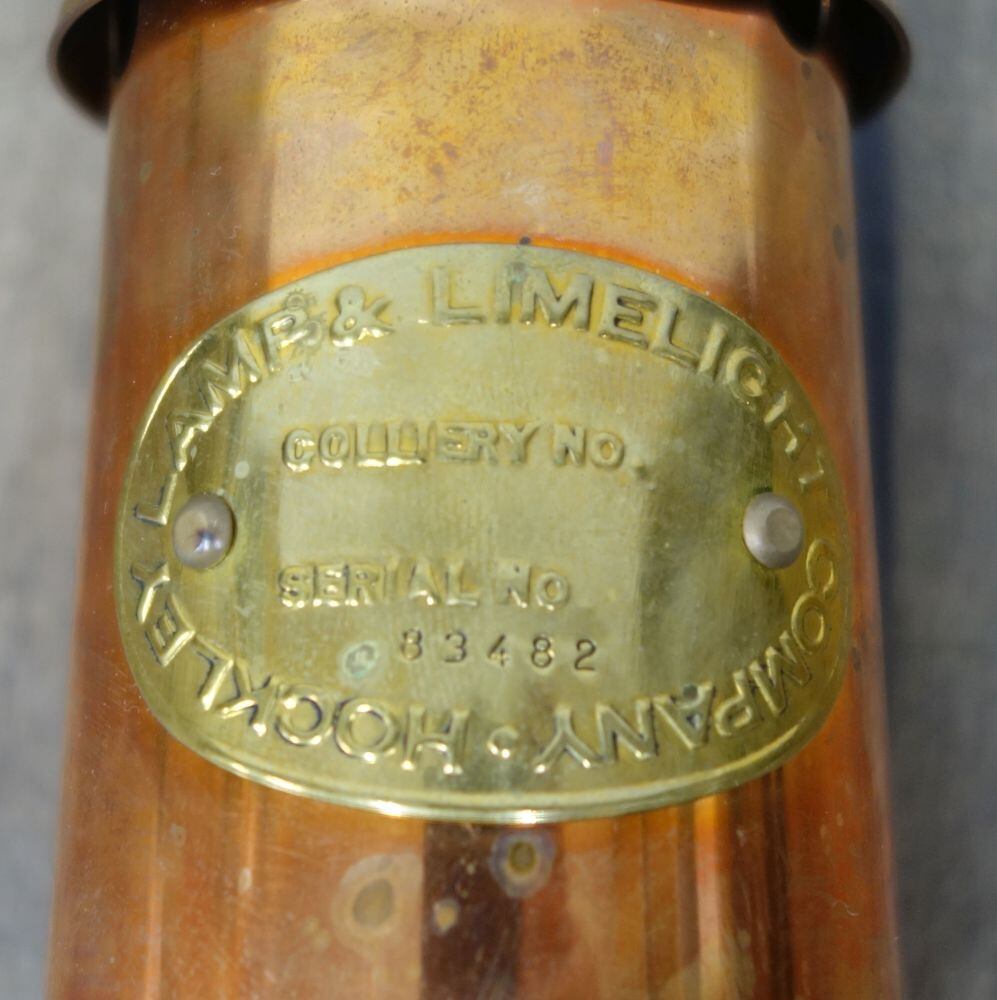 HOCKLEY LAMP & LIMELIGHT COMPANY ·
COLLIERY NO.
SERIAL NO
83482